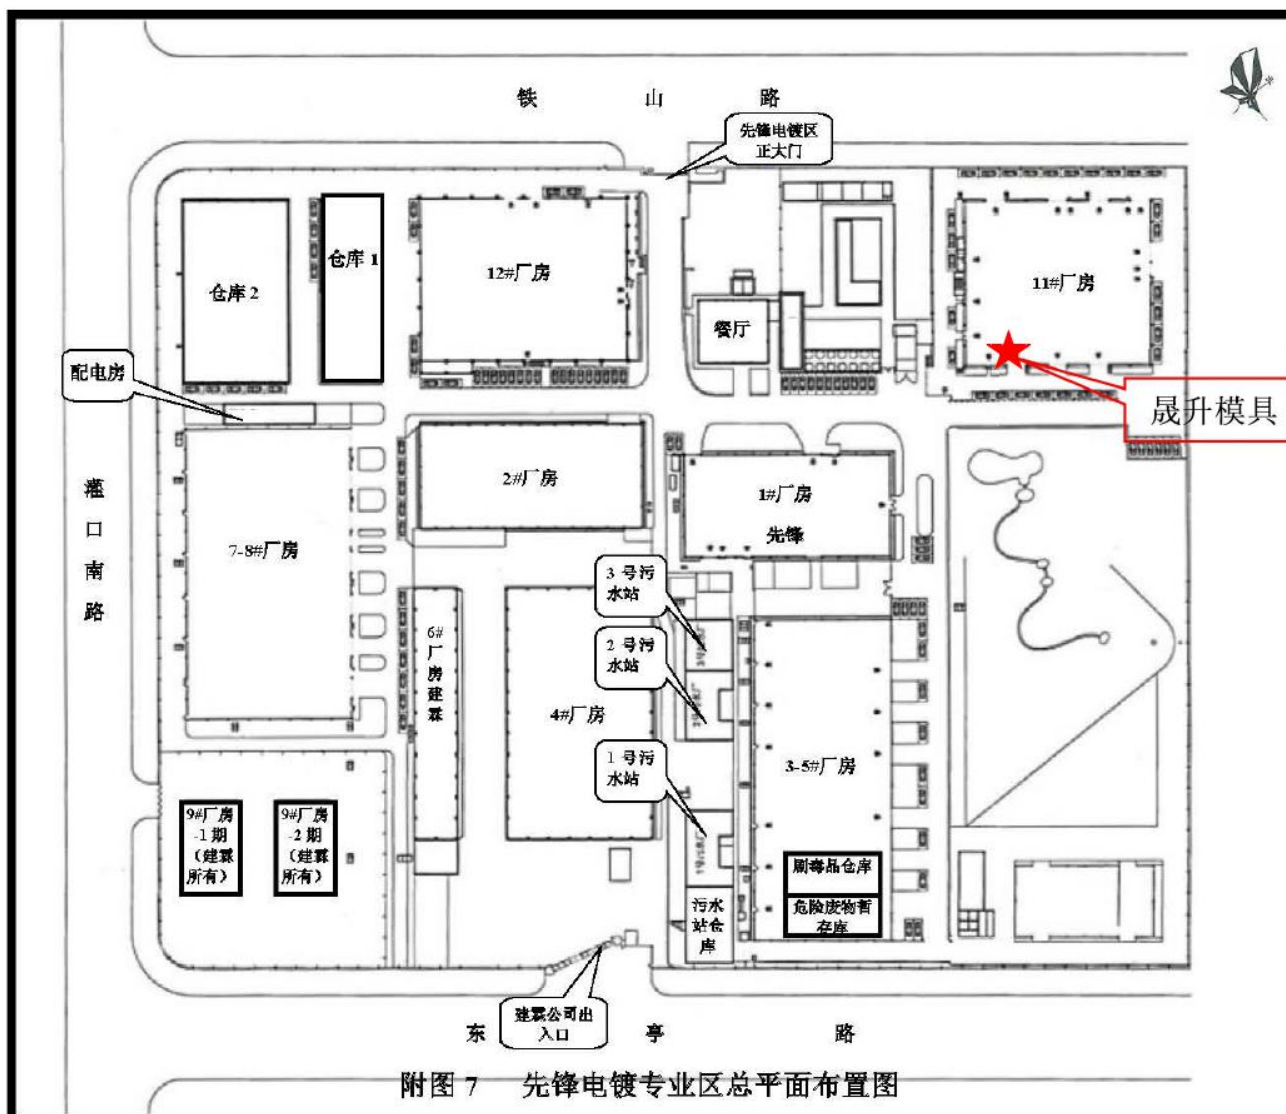 铁山路
先锋电镀区
正大门
仓库 2
仓库 1
12#厂房
餐厅
11#厂房
配电房
晟升模具
灌口南路
2#厂房
1#厂房
先锋
7-8#厂房
3 号污
水站
6#
厂
房
建
霖
2 号污
水站
4#厂房
1 号污
水站
3-5#厂房
9#厂房
-1 期
（建霖
所有）
9#厂房
-2 期
（建霖
所有）
剧毒品仓库
危险废物暂
存库
污水
站仓
库
建霖公司出
入口
东亭路
附图 7 先锋电镀专业区总平面布置图